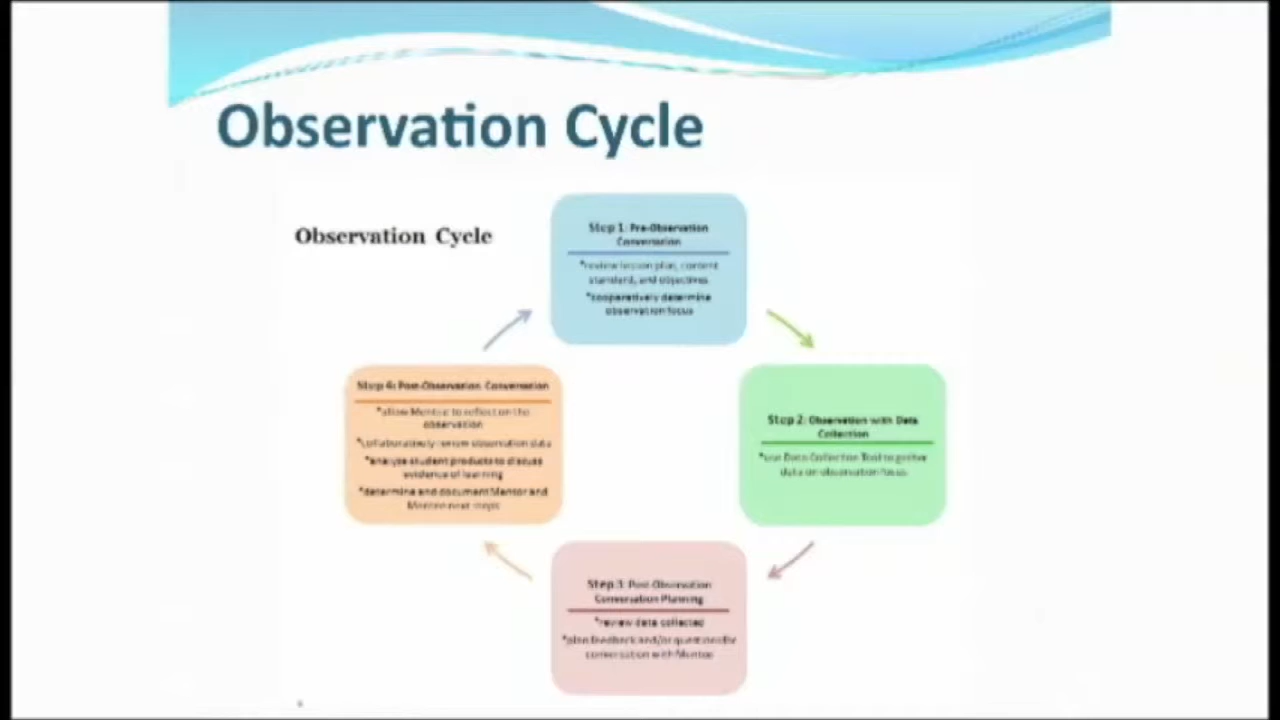 Observation Cycle
Observation Cycle
Step 1: Pre-Observation
Conversation
*review lesson plan, content
standard, and objectives
*cooperatively determine
observation focus
Step 2: Observation with Data
Collection
*use Data Collection Tool to gather
data on observation focus
Step 3: Post-Observation
Conversation Planning
*review data collected
*plan feedback and/or questions for
conversation with Mentee
Step 4: Post-Observation Conversation
*allow Mentee to reflect on the
observation
*collaboratively review observation data
*analyze student products to discuss
evidence of learning
*determine and document Mentor and
Mentee next steps